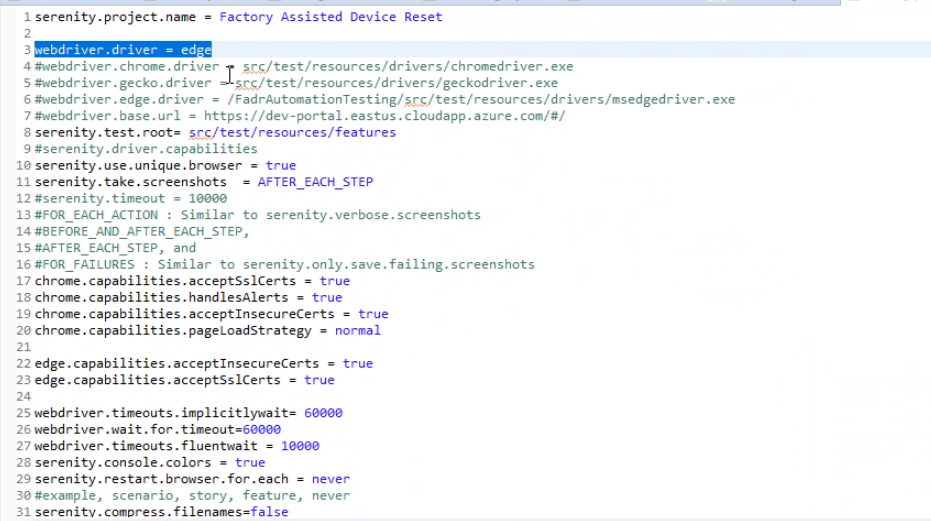 1 serenity.project.name = Factory Assisted Device Reset
2
3 webdriver.driver = edge
4 #webdriver.chrome.driver = src/test/resources/drivers/chromedriver.exe
5 #webdriver.gecko.driver = src/test/resources/drivers/geckodriver.exe
6 #webdriver.edge.driver = /FadrAutomationTesting/src/test/resources/drivers/msedgedriver.exe
7 #webdriver.base.url = https://dev-portal.eastus.cloudapp.azure.com/#/
8 serenity.test.root= src/test/resources/features
9 #serenity.driver.capabilities
10 serenity.use.unique.browser = true
11 serenity.take.screenshots  = AFTER_EACH_STEP
12 #serenity.timeout = 10000
13 #FOR_EACH_ACTION : Similar to serenity.verbose.screenshots
14 #BEFORE_AND_AFTER_EACH_STEP,
15 #AFTER_EACH_STEP, and
16 #FOR_FAILURES : Similar to serenity.only.save.failing.screenshots
17 chrome.capabilities.acceptSslCerts = true
18 chrome.capabilities.handlesAlerts = true
19 chrome.capabilities.acceptInsecureCerts = true
20 chrome.capabilities.pageLoadStrategy = normal
21
22 edge.capabilities.acceptInsecureCerts = true
23 edge.capabilities.acceptSslCerts = true
24
25 webdriver.timeouts.implicitlywait= 60000
26 webdriver.wait.for.timeout=60000
27 webdriver.timeouts.fluentwait = 10000
28 serenity.console.colors = true
29 serenity.restart.browser.for.each = never
30 #example, scenario, story, feature, never
31 serenity.compress.filenames=false